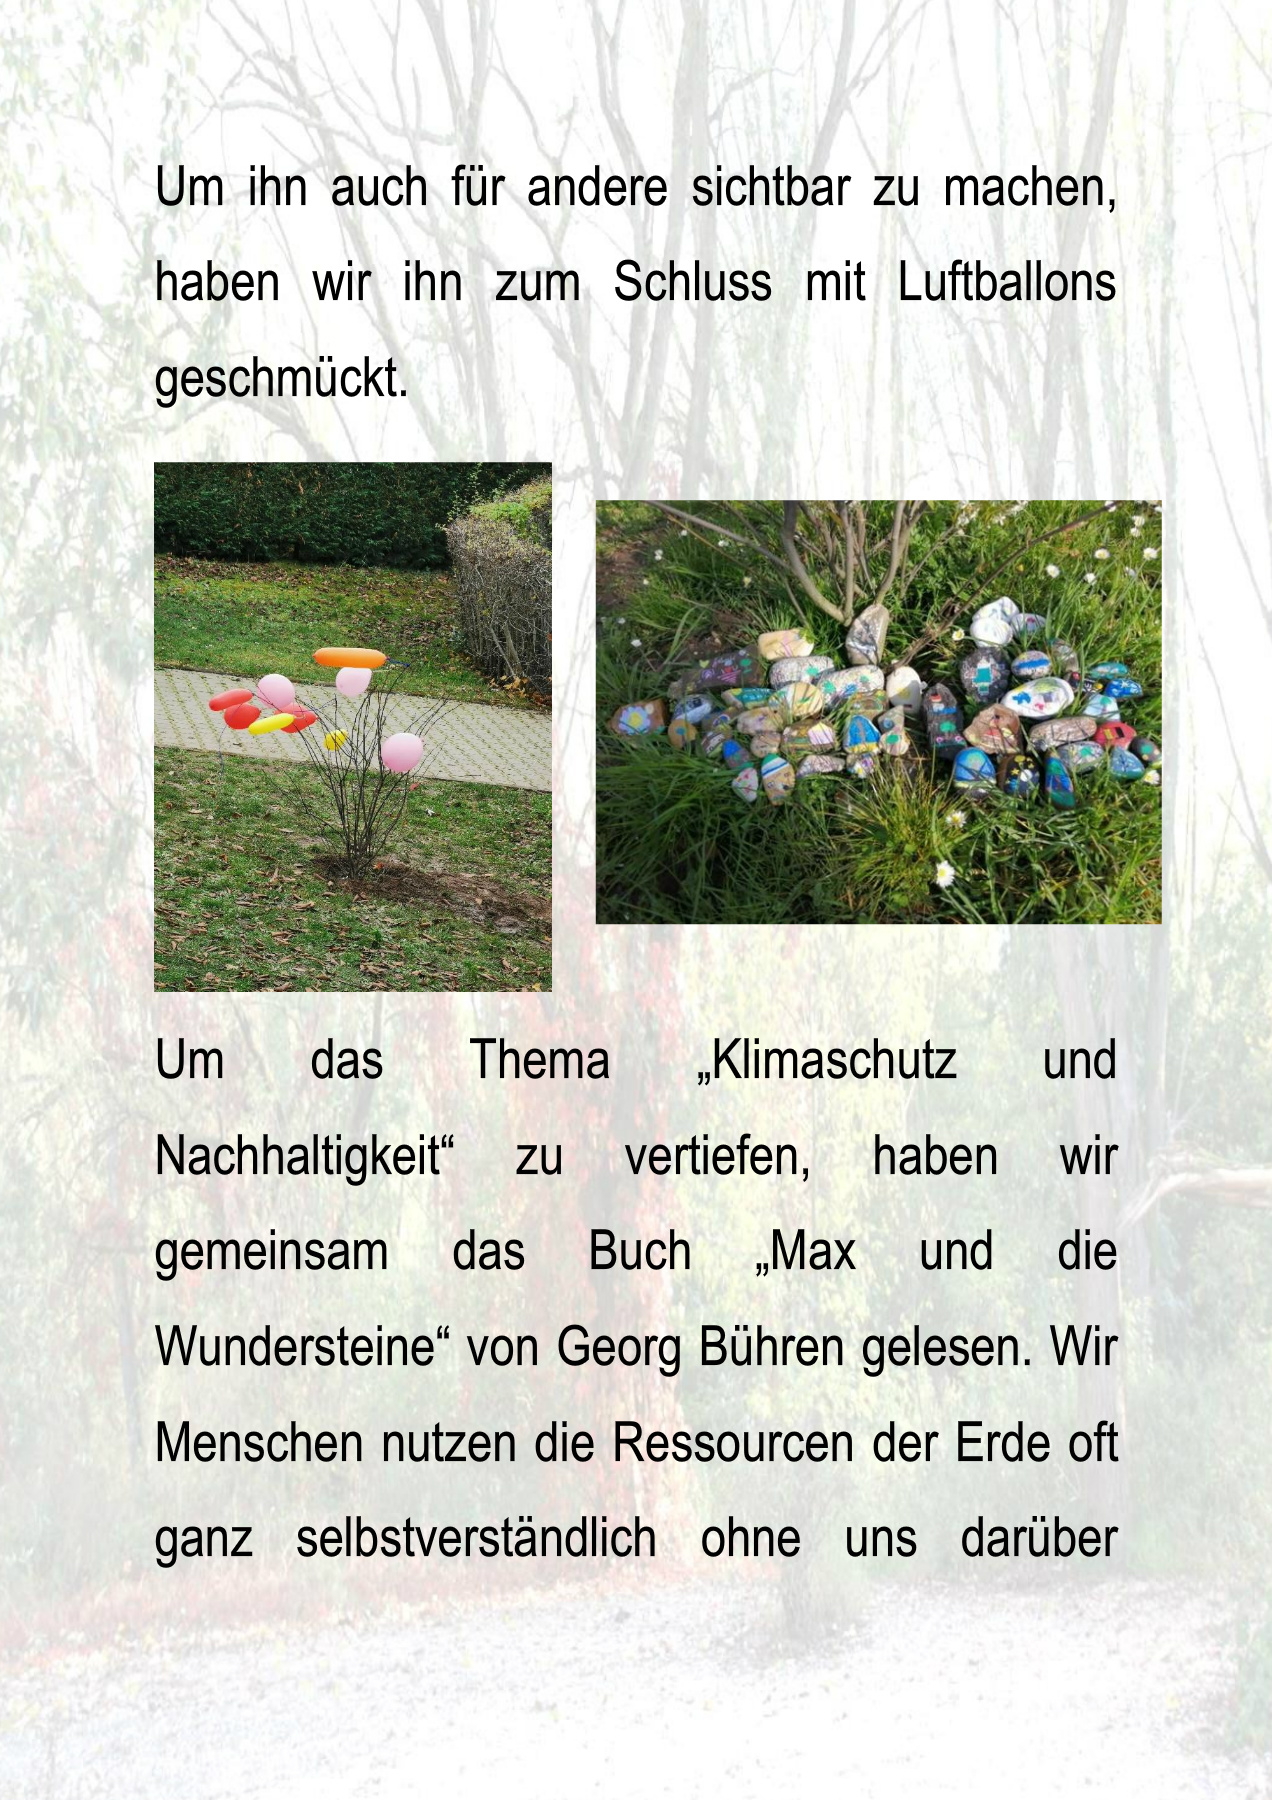 Um ihn auch für andere sichtbar zu machen,
haben wir ihn zum Schluss mit Luftballons
geschmückt.
Um das Thema „Klimaschutz und
Nachhaltigkeit“ zu vertiefen, haben wir
gemeinsam das Buch „Max und die
Wundersteine“ von Georg Bühren gelesen. Wir
Menschen nutzen die Ressourcen der Erde oft
ganz selbstverständlich ohne uns darüber